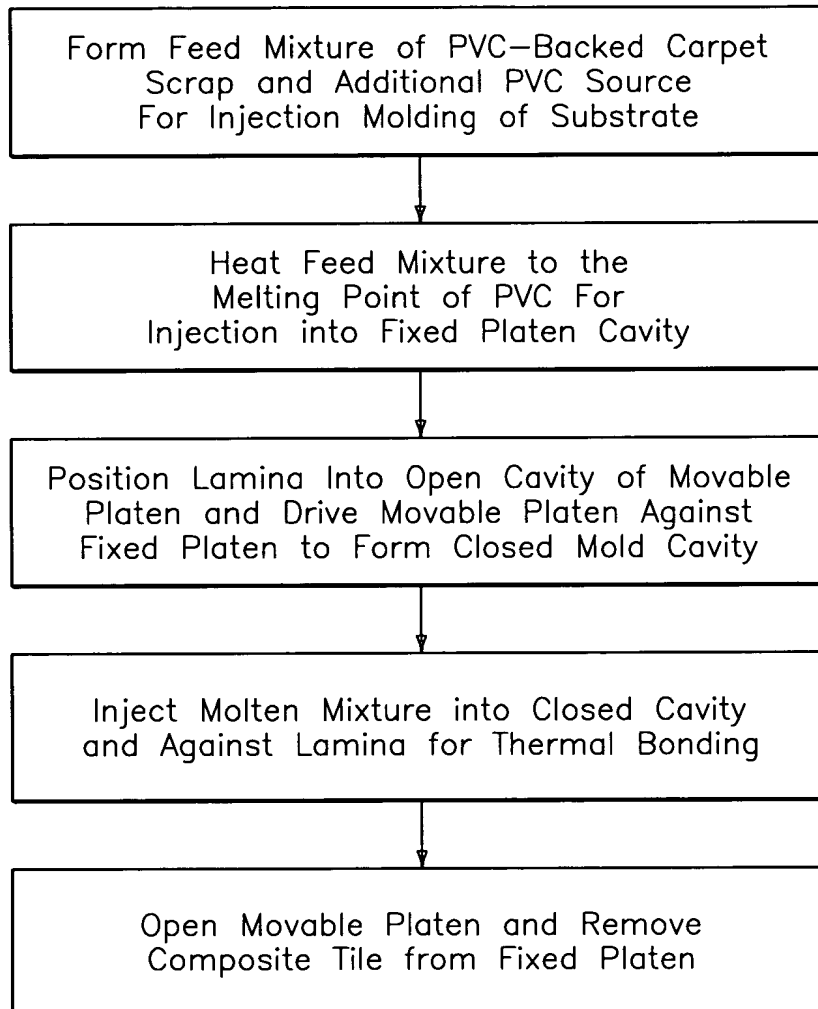 Form Feed Mixture of PVC-Backed Carpet
Scrap and Additional PVC Source
For Injection Molding of Substrate
Heat Feed Mixture to the
Melting Point of PVC For
Injection into Fixed Platen Cavity
Position Lamina Into Open Cavity of Movable
Platen and Drive Movable Platen Against
Fixed Platen to Form Closed Mold Cavity
Inject Molten Mixture into Closed Cavity
and Against Lamina for Thermal Bonding
Open Movable Platen and Remove
Composite Tile from Fixed Platen